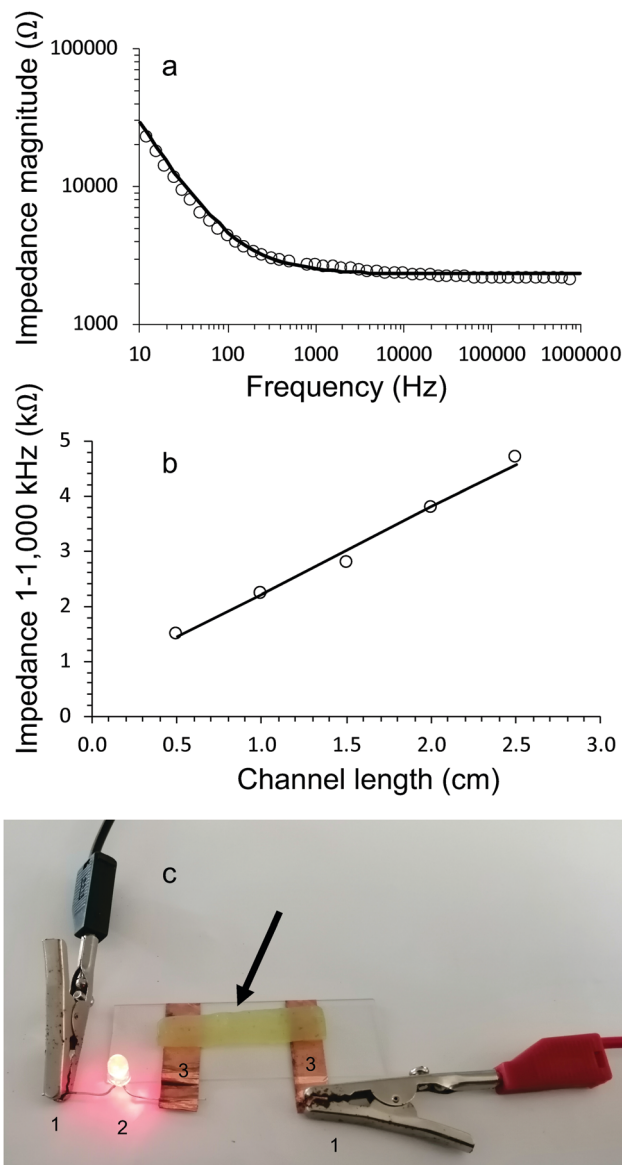 a
Impedance magnitude (Ω)
100000
10000
1000
10 100 1000 10000 100000 1000000
Frequency (Hz)
b
Impedance 1-1,000 kHz (kΩ)
5
4
3
2
1
0
0.0 0.5 1.0 1.5 2.0 2.5 3.0
Channel length (cm)
c
3 3
1 2 1